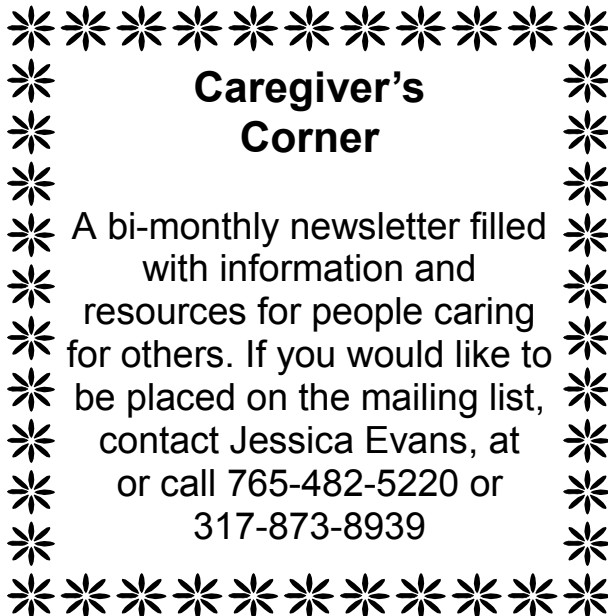 Caregiver’s
Corner
A bi-monthly newsletter filled
with information and
resources for people caring
for others. If you would like to
be placed on the mailing list,
contact Jessica Evans, at
or call 765-482-5220 or
317-873-8939